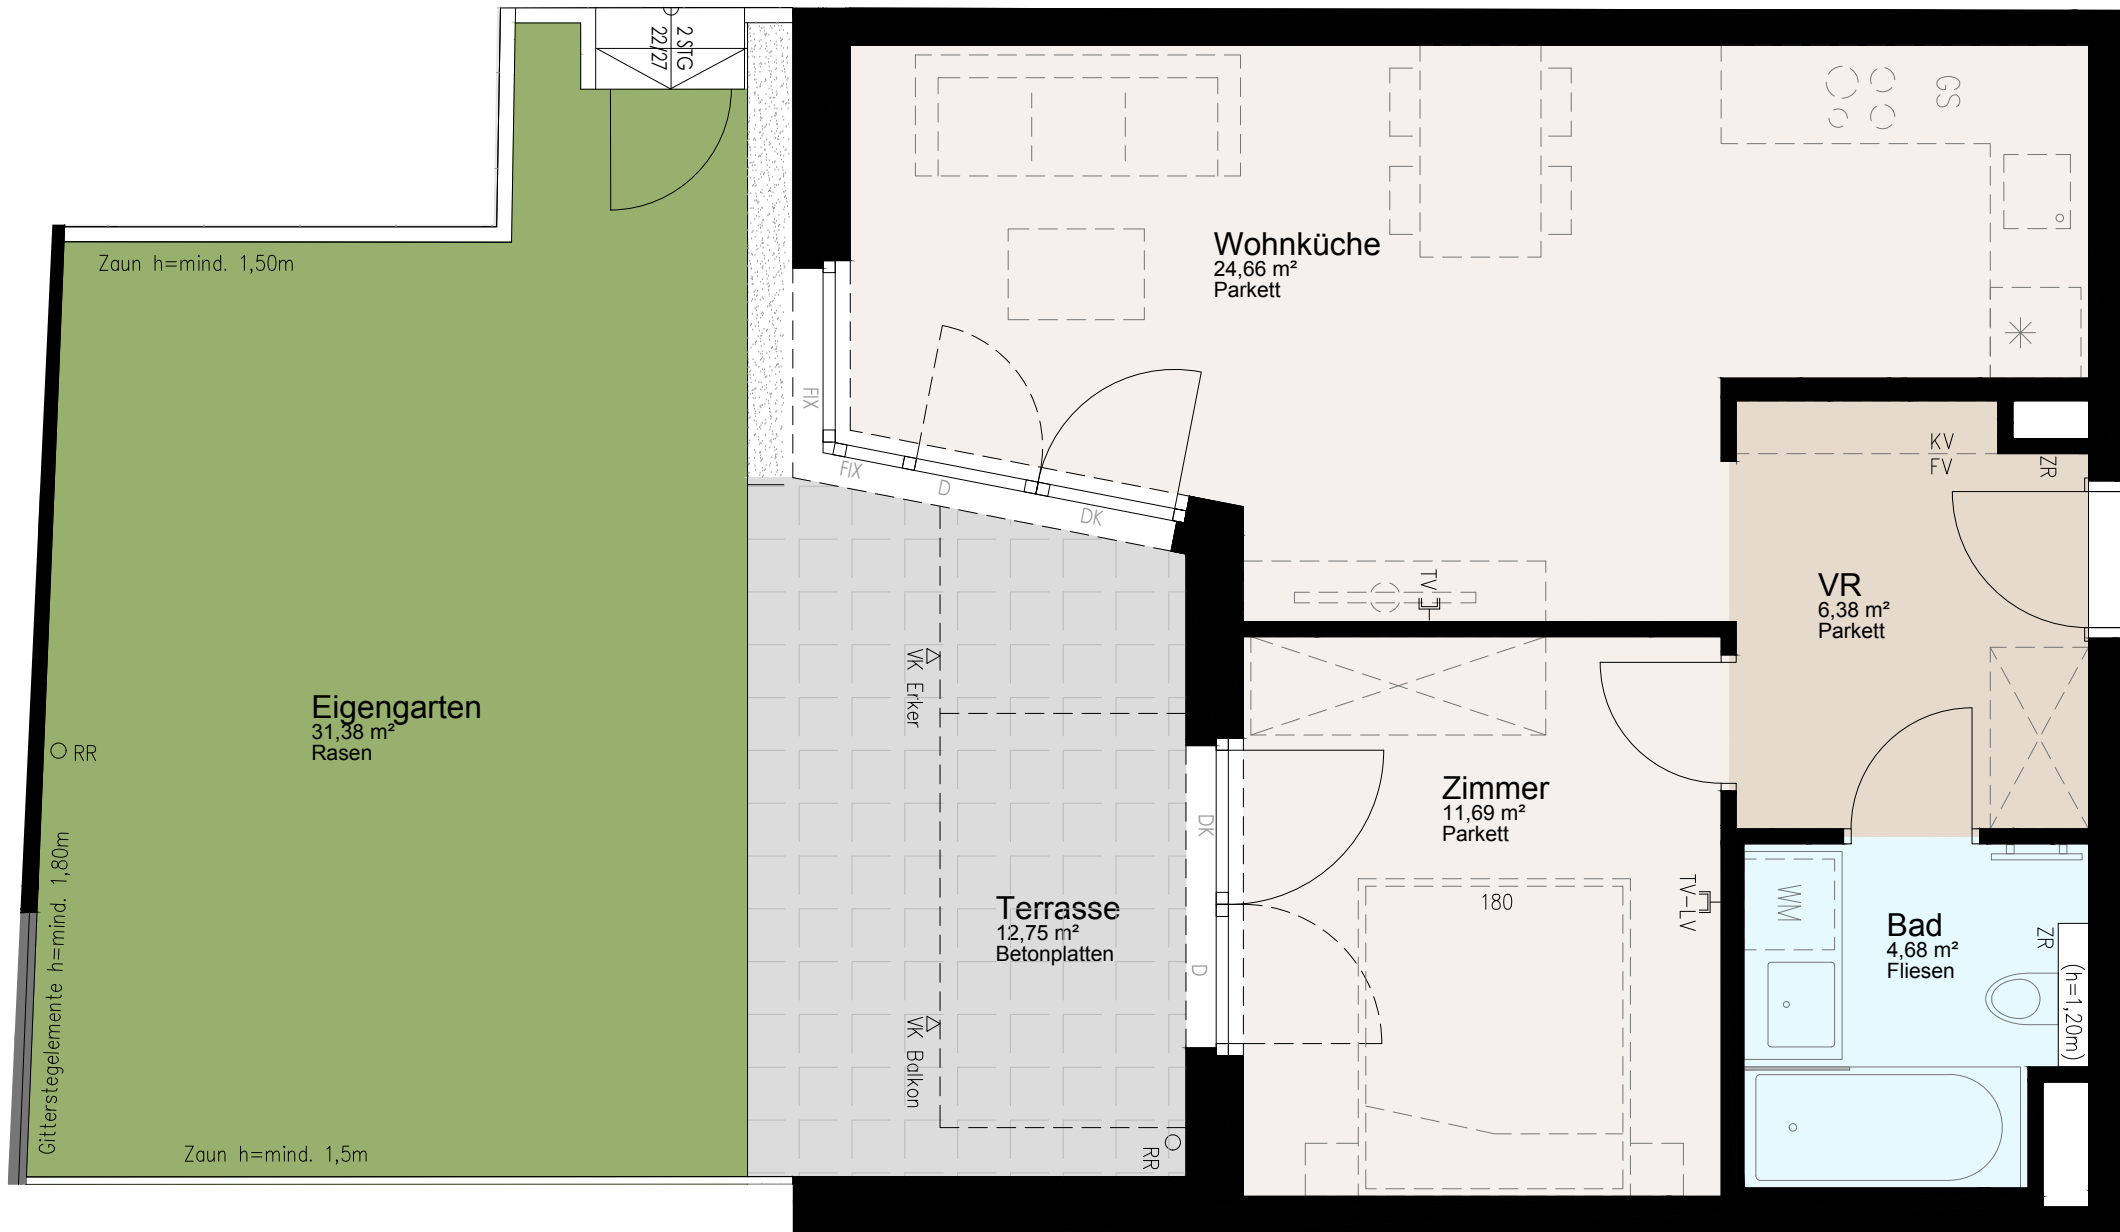 2 STG
22/27
GS
Zaun h=mind. 1,50m
Wohnküche
24,66 m²
Parkett
FIX
FIX
D
DK
KV
FV
ZR
TV
VR
6,38 m²
Parkett
VK Erker
Eigengarten
31,38 m²
Rasen
RR
Zimmer
11,69 m²
Parkett
DK
D
180
TV-LV
WM
Bad
4,68 m²
Fliesen
ZR
(h=1,20m)
Terrasse
12,75 m²
Betonplatten
VK Balkon
RR
Gitterstegelemente h=mind. 1,80m
Zaun h=mind. 1,5m